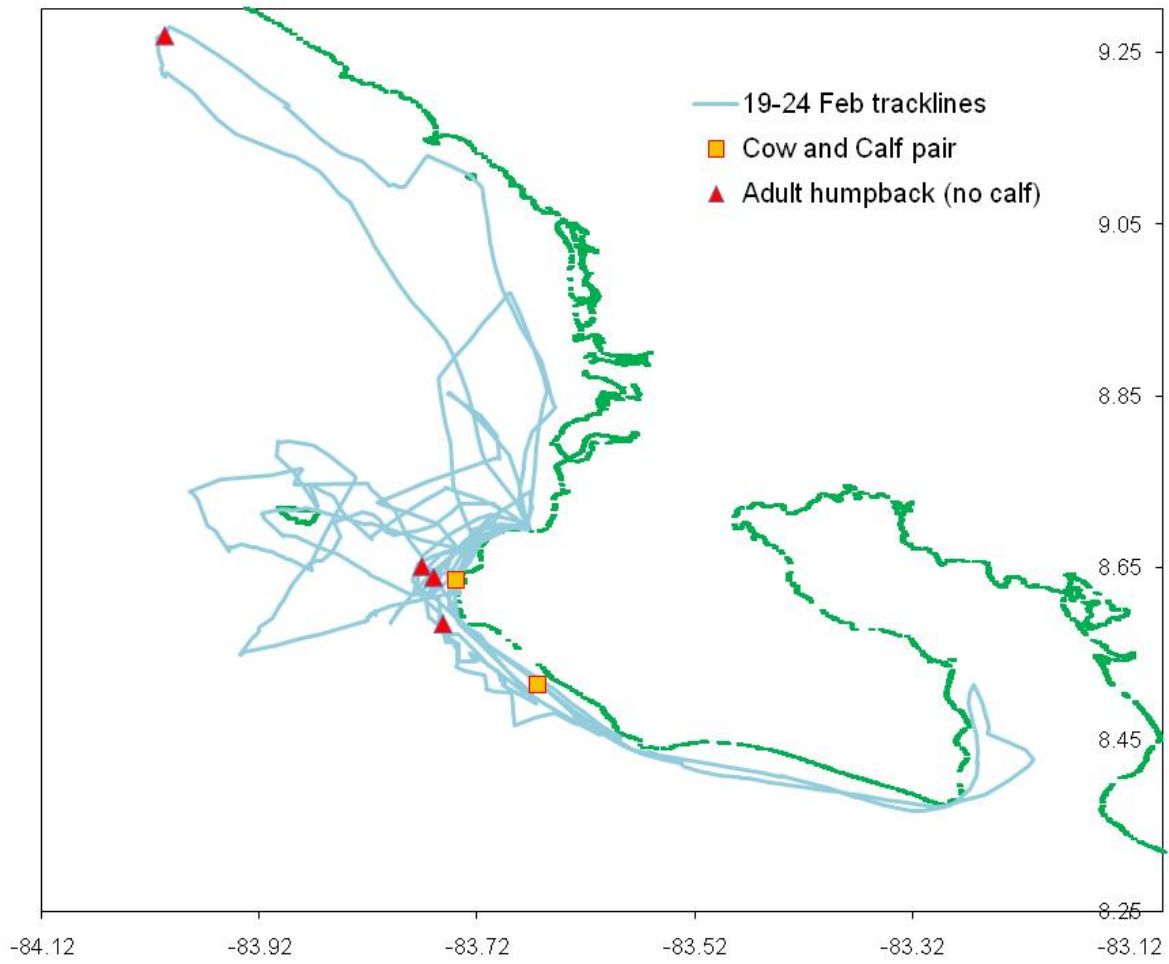 9.25
19-24 Feb tracklines
Cow and Calf pair
Adult humpback (no calf)
9.05
8.85
8.65
8.45
8.25
-84.12 -83.92 -83.72 -83.52 -83.32 -83.12